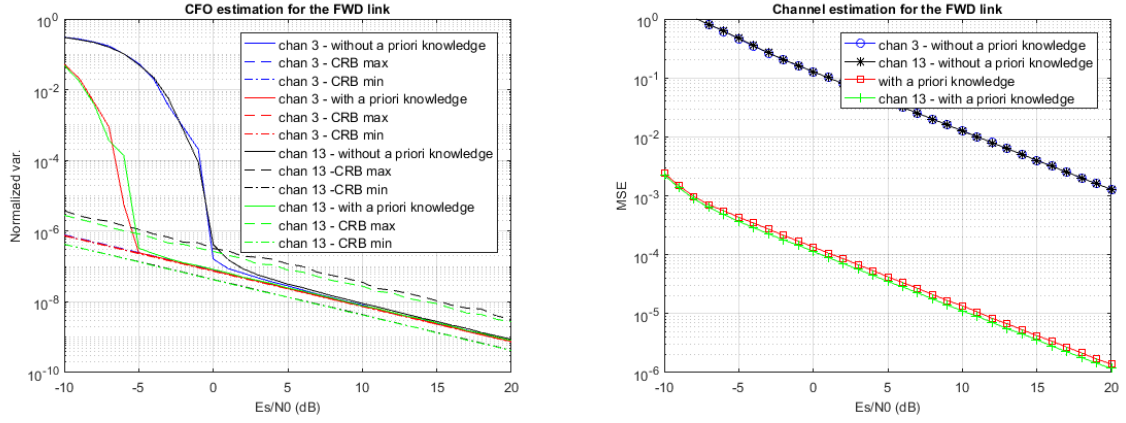 CFO estimation for the FWD link
Normalized var.
10^0
10^-2
10^-4
10^-6
10^-8
10^-10
chan 3 - without a priori knowledge
chan 3 - CRB max
chan 3 - CRB min
chan 3 - with a priori knowledge
chan 3 - CRB max
chan 3 - CRB min
chan 13 - without a priori knowledge
chan 13 -CRB max
chan 13 - CRB min
chan 13 - with a priori knowledge
chan 13 - CRB max
chan 13 - CRB min
-10 -5 0 5 10 15 20
Es/N0 (dB)
Channel estimation for the FWD link
MSE
10^0
10^-1
10^-2
10^-3
10^-4
10^-5
10^-6
chan 3 - without a priori knowledge
chan 13 - without a priori knowledge
with a priori knowledge
chan 13 - with a priori knowledge
-10 -5 0 5 10 15 20
Es/N0 (dB)